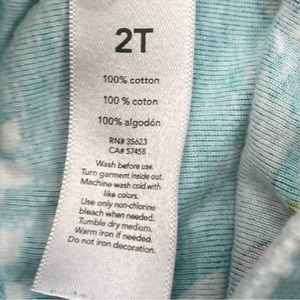 2T
100% cotton
100 % coton
100% algodón
RN# 35623
CA# 57458
Wash before use.
Turn garment inside out.
Machine wash cold with
like colors.
Use only non-chlorine
bleach when needed.
Tumble dry medium.
Warm iron if needed.
Do not iron decoration.